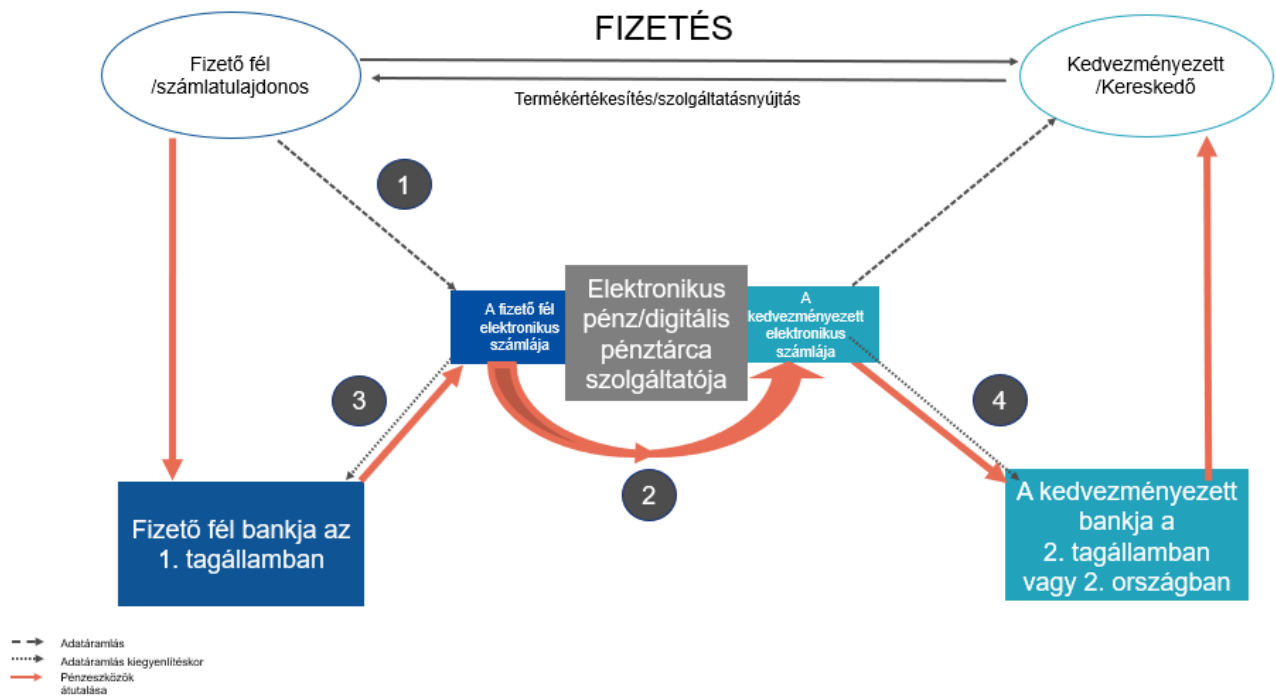 FIZETÉS
Fizető fél
/számlatulajdonos
Kedvezményezett
/Kereskedő
Termékértékesítés/szolgáltatásnyújtás
1
A fizető fél
elektronikus
számlája
Elektronikus
pénz/digitális
pénztárca
szolgáltatója
A
kedvezményezett
elektronikus
számlája
3
4
2
Fizető fél bankja az
1. tagállamban
A kedvezményezett
bankja a
2. tagállamban
vagy 2. országban
Adatáramlás
Adatáramlás kiegyenlítéskor
Pénzeszközök
átutalása